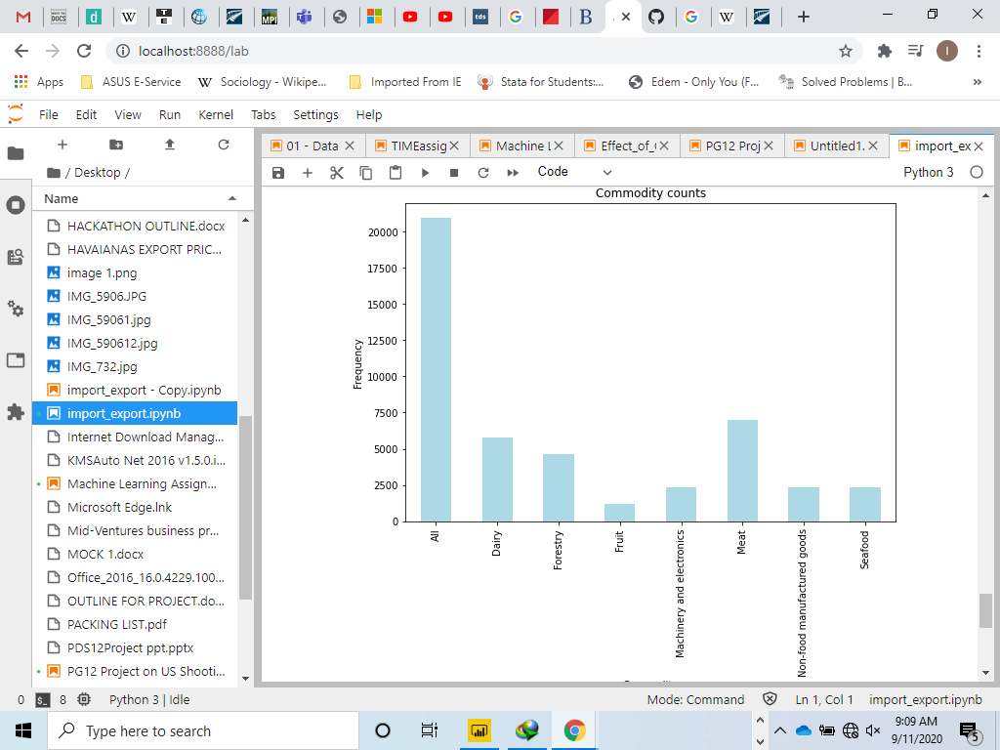 WRITE THE DOCS
d
W
T E
MPI
tds
G
B
G
W
localhost:8888/lab
I
Apps
ASUS E-Service
W Sociology - Wikipe...
Imported From IE
Stata for Students:...
Edem - Only You (F...
Solved Problems | B...
»
File Edit View Run Kernel Tabs Settings Help
01 - Data
TIMEassig
Machine L
Effect_of_
PG12 Proj
Untitled1.
import_ex
/ Desktop /
Code
Python 3
Name
HACKATHON OUTLINE.docx
HAVAIANAS EXPORT PRIC...
image 1.png
IMG_5906.JPG
IMG_59061.jpg
IMG_590612.jpg
IMG_732.jpg
import_export - Copy.ipynb
import_export.ipynb
Internet Download Manag...
KMSAuto Net 2016 v1.5.0.i...
Machine Learning Assign...
Microsoft Edge.lnk
Mid-Ventures business pr...
MOCK 1.docx
Office_2016_16.0.4229.100...
OUTLINE FOR PROJECT.do...
PACKING LIST.pdf
PDS12Project ppt.pptx
PG12 Project on US Shooti...
Commodity counts
20000
17500
15000
12500
10000
7500
5000
2500
0
Frequency
All
Dairy
Forestry
Fruit
Machinery and electronics
Meat
Non-food manufactured goods
Seafood
0
$_
8
Python 3 | Idle
Mode: Command
Ln 1, Col 1
import_export.ipynb
Type here to search
9:09 AM
9/11/2020
5